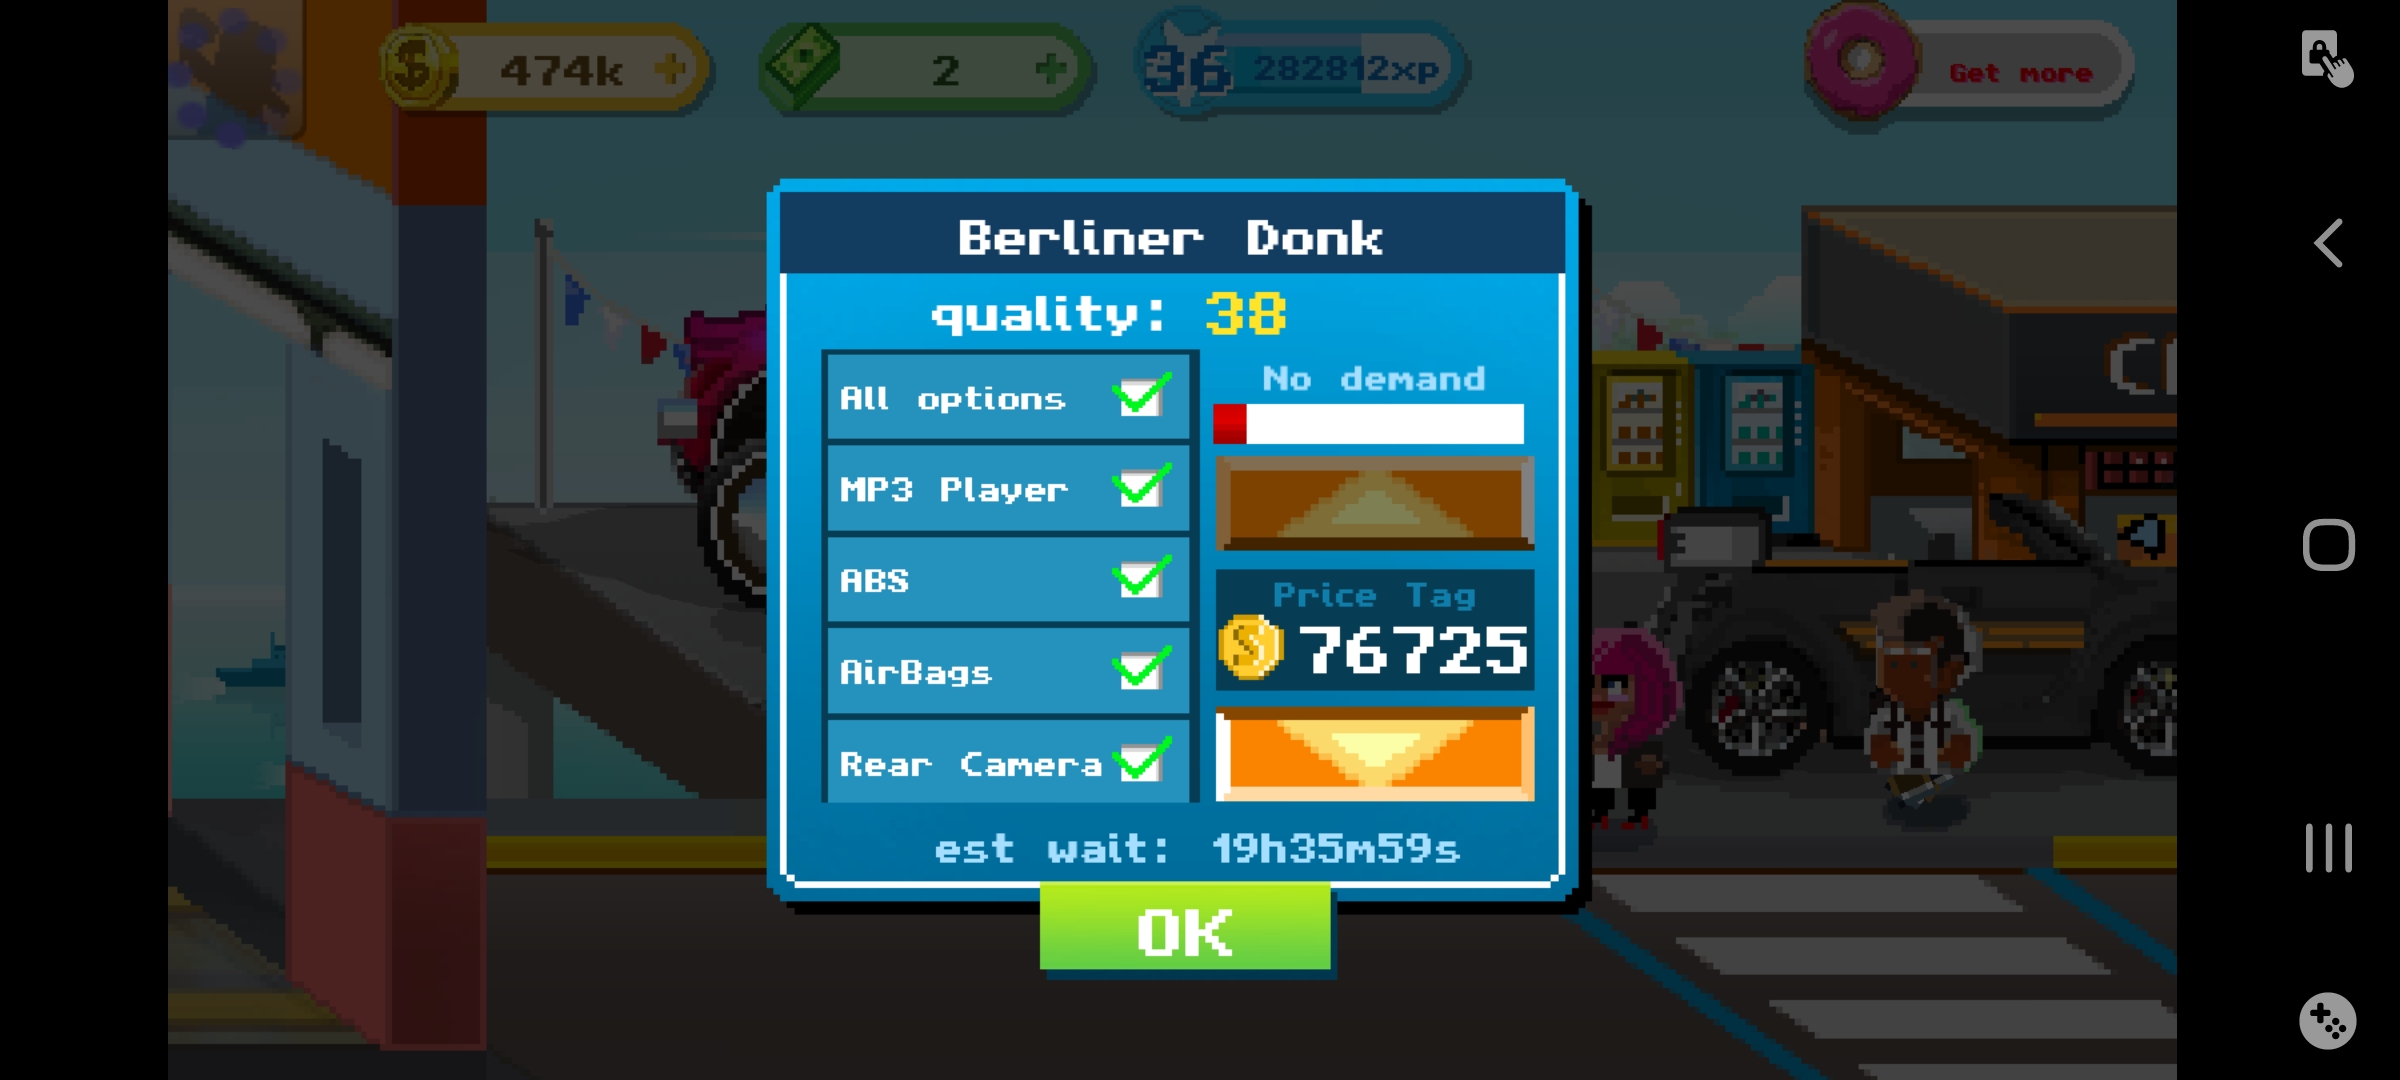 474k
2
36
282812xp
Get more
Berliner Donk
quality: 38
All options
MP3 Player
ABS
AirBags
Rear Camera
No demand
Price Tag
76725
est wait: 19h35m59s
OK